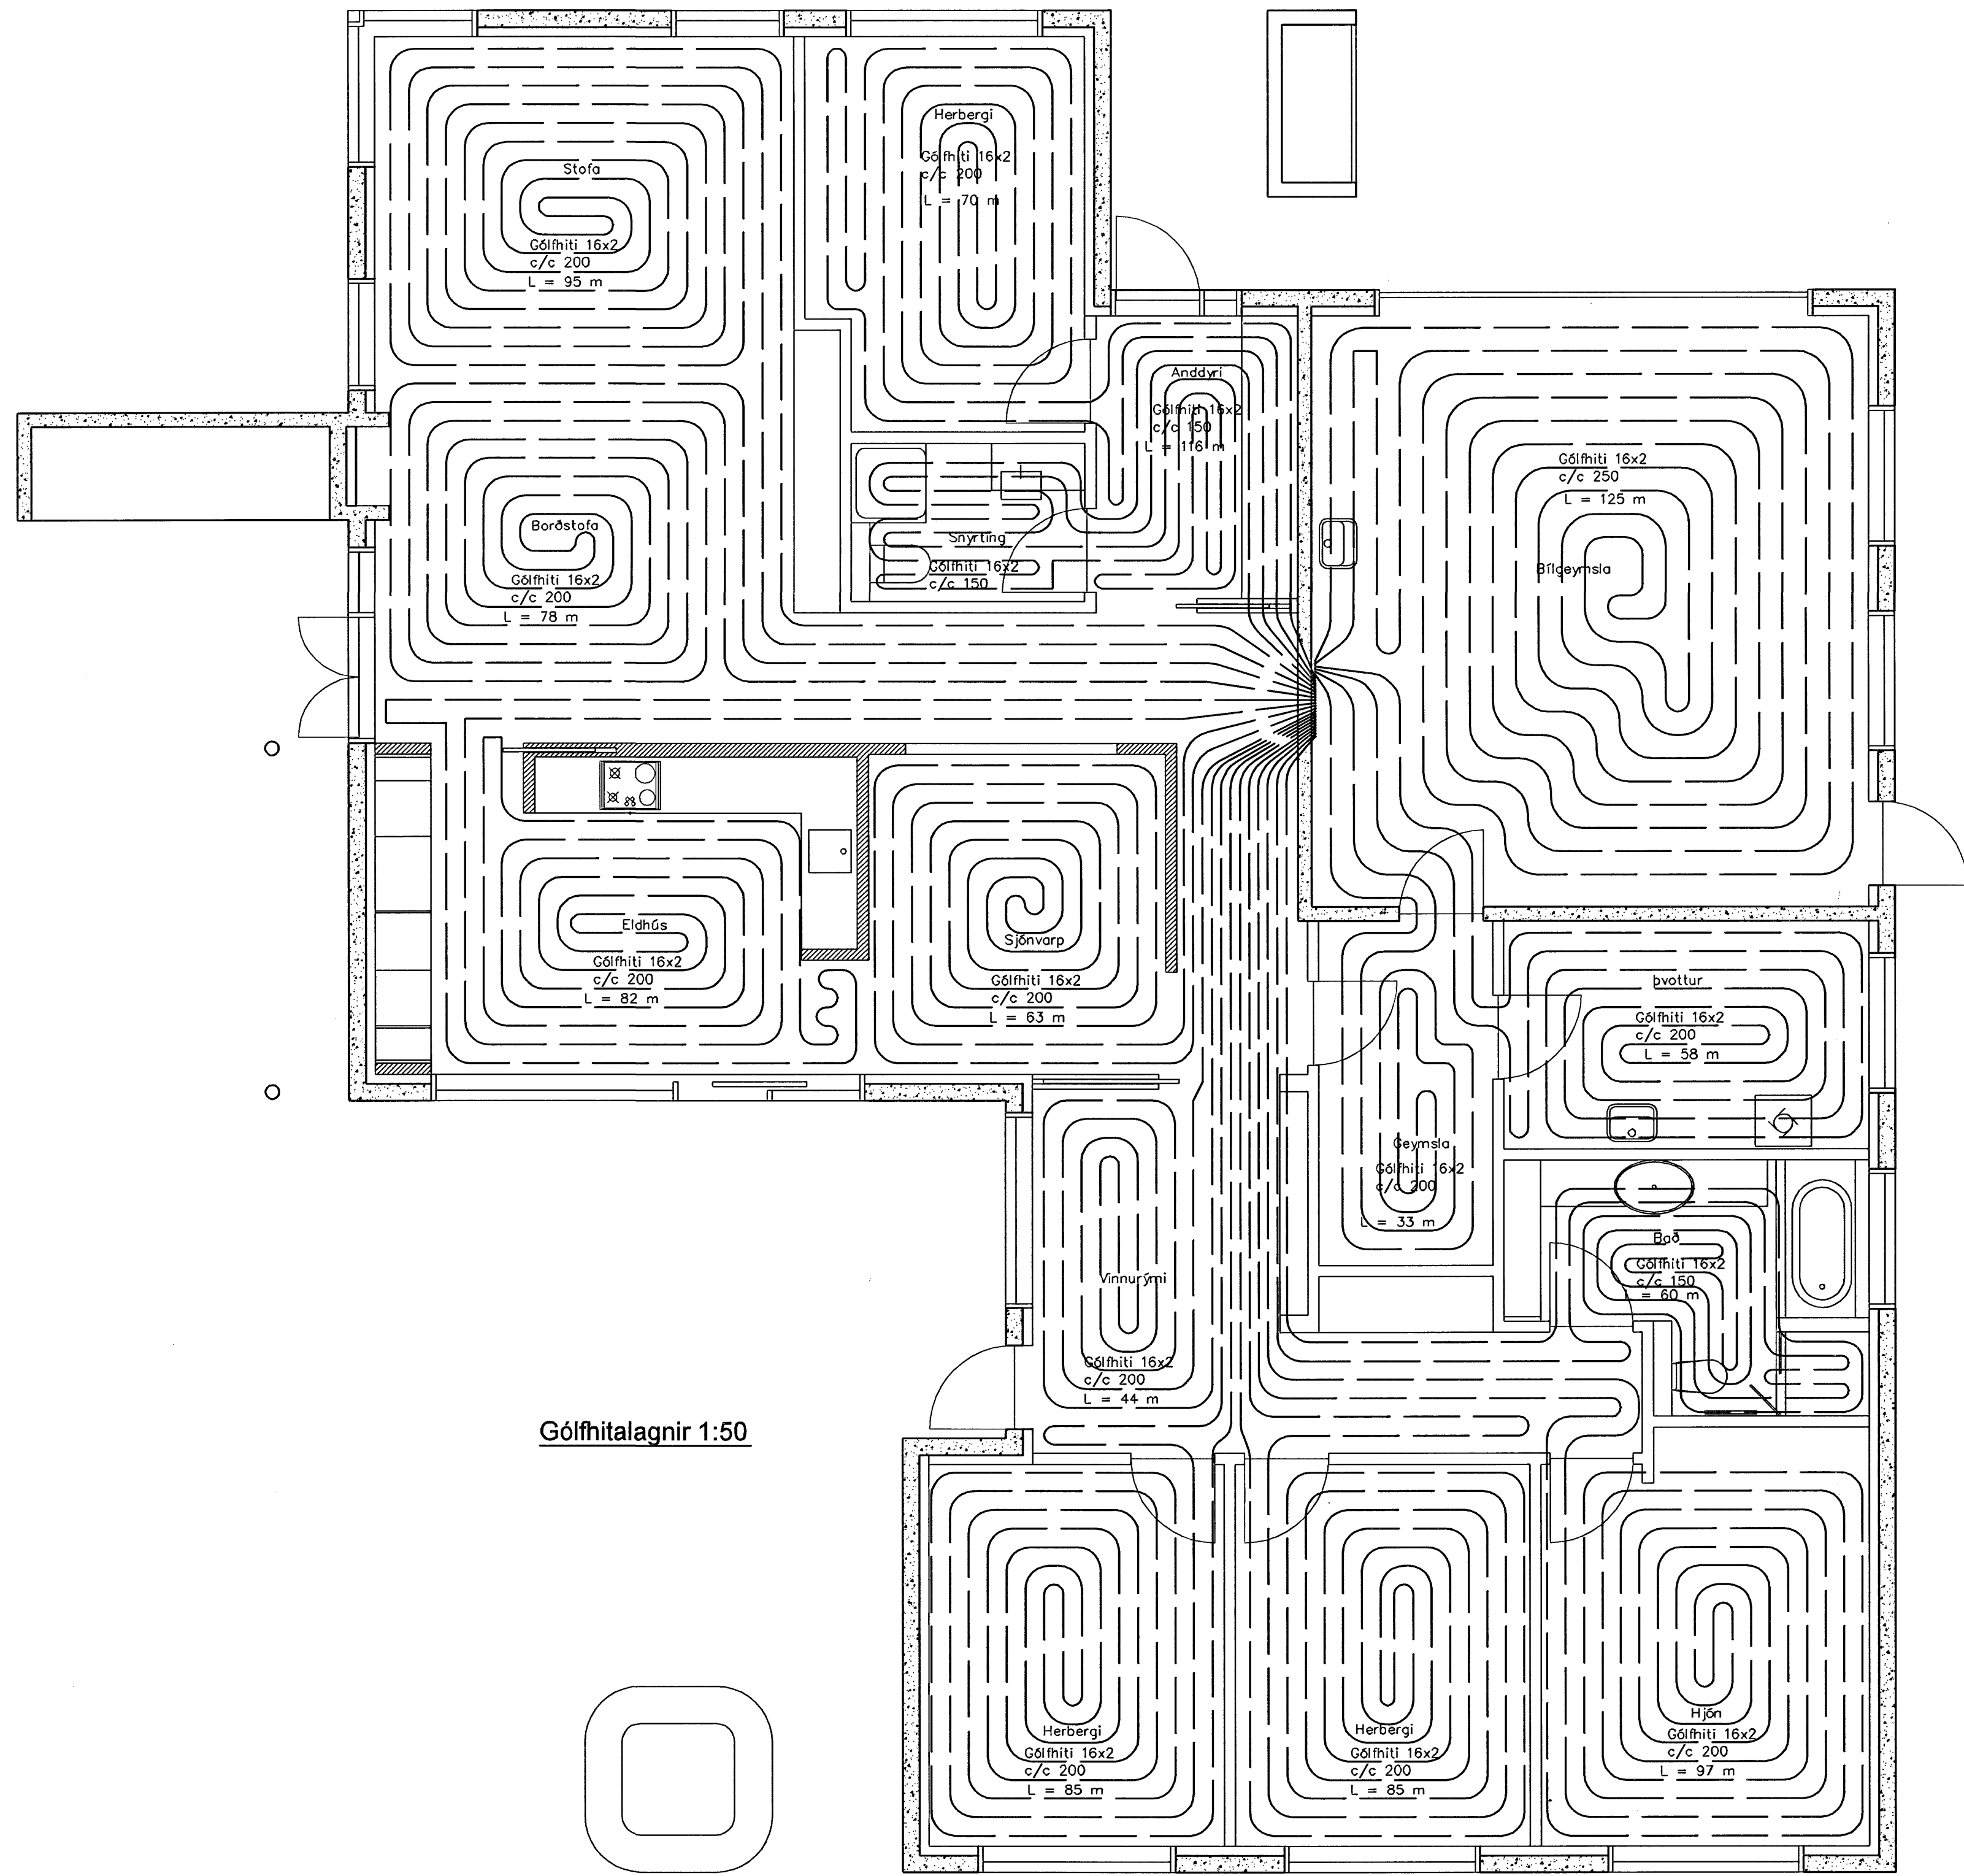 Herbergi
Gólfhiti 16x2
c/c 200
L = 70 m
Stofa
Gólfhiti 16x2
c/c 200
L = 95 m
Anddyri
Gólfhiti 16x2
c/c 150
L = 116 m
Gólfhiti 16x2
c/c 250
L = 125 m
Bílgeymsla
Borðstofa
Gólfhiti 16x2
c/c 200
L = 78 m
Snyrting
Gólfhiti 16x2
c/c 150
Eldhús
Gólfhiti 16x2
c/c 200
L = 82 m
Sjónvarp
Gólfhiti 16x2
c/c 200
L = 63 m
Þvottur
Gólfhiti 16x2
c/c 200
L = 58 m
Geymsla
Gólfhiti 16x2
c/c 200
L = 33 m
Bað
Gólfhiti 16x2
c/c 150
L = 60 m
Vinnurými
Gólfhiti 16x2
c/c 200
L = 44 m
Gólfhitalagnir 1:50
Herbergi
Gólfhiti 16x2
c/c 200
L = 85 m
Herbergi
Gólfhiti 16x2
c/c 200
L = 85 m
Hjón
Gólfhiti 16x2
c/c 200
L = 97 m